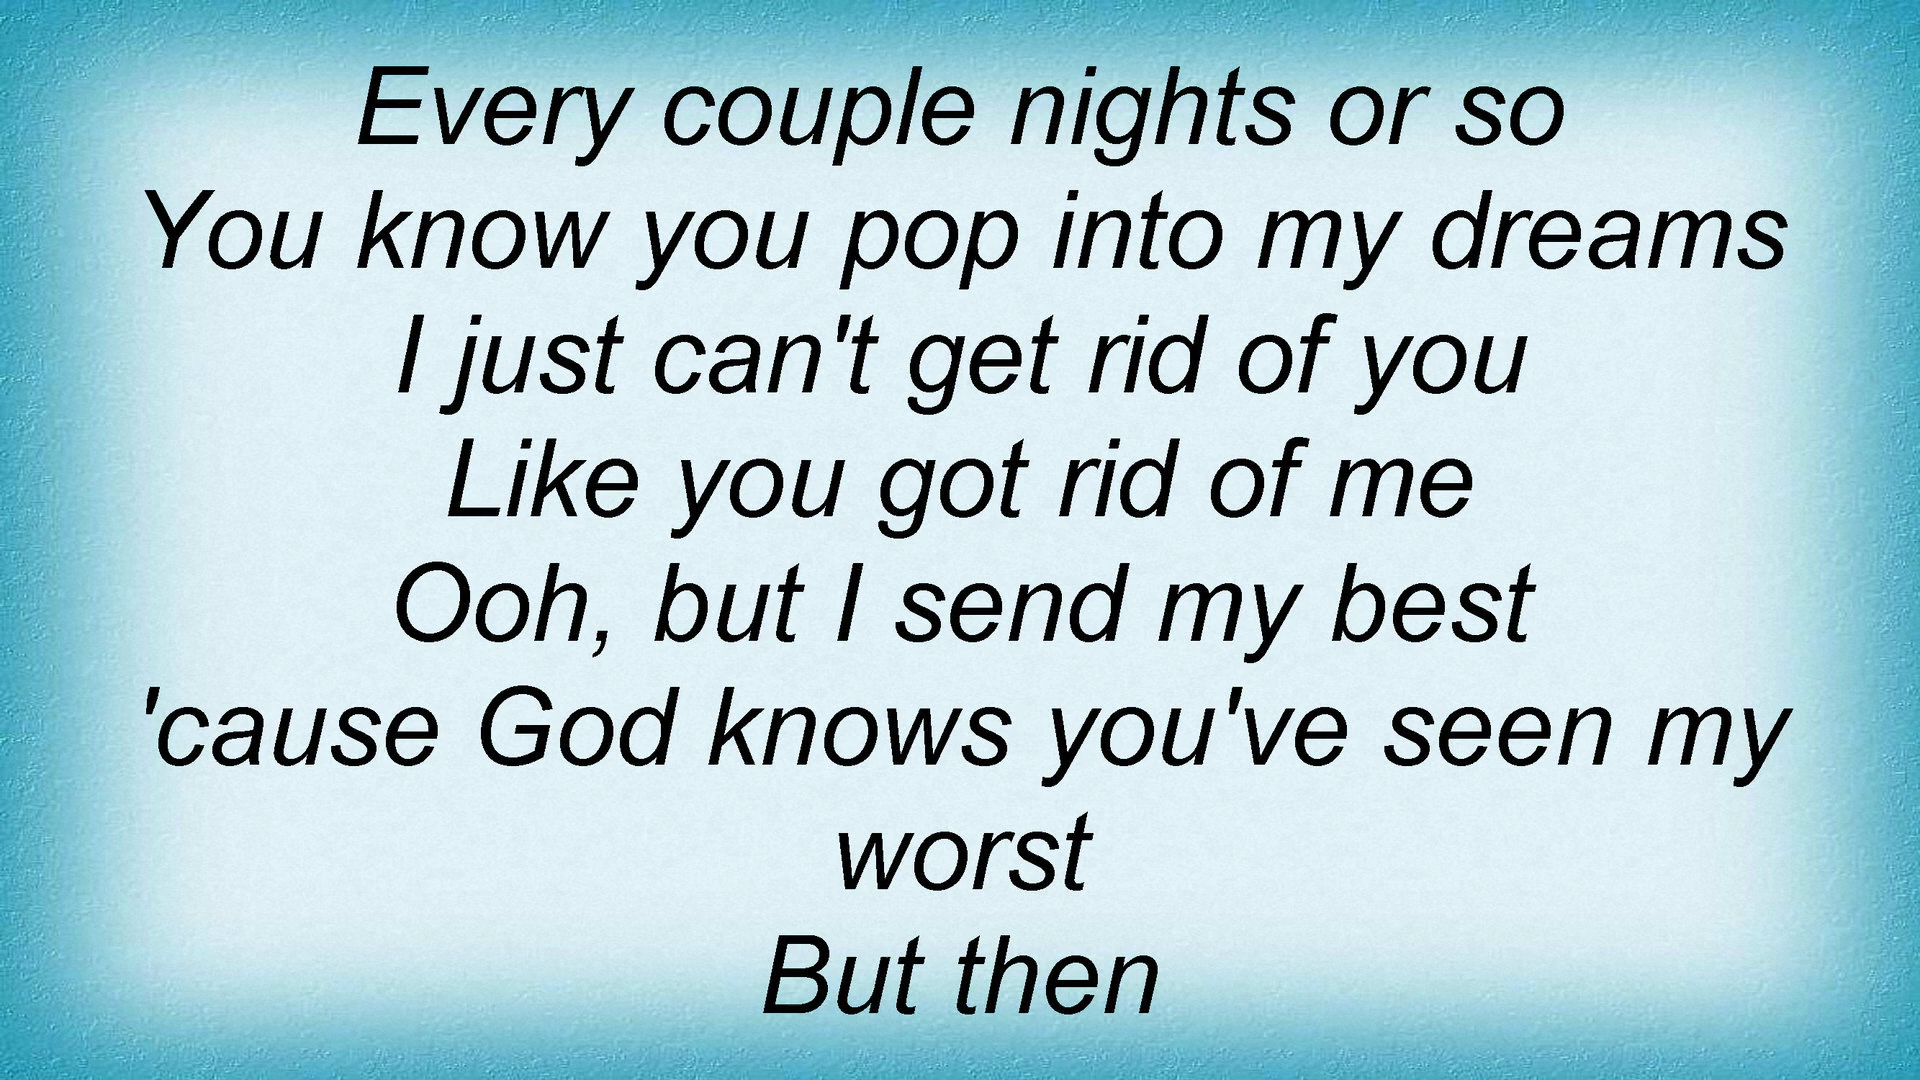 Every couple nights or so
You know you pop into my dreams
I just can't get rid of you
Like you got rid of me
Ooh, but I send my best
'cause God knows you've seen my
worst
But then